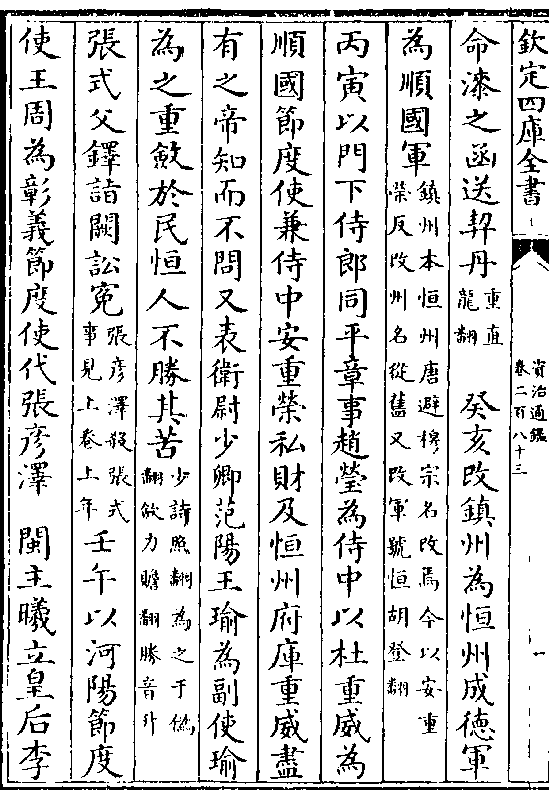 欽定四庫全書
資治通鑑
卷二百八十三
一
命漆之函送契丹重直龍翻癸亥改鎮州為恒州成德軍
為順國軍鎮州本恒州唐避穆宗名改焉今以安重榮反改州名從舊又改軍號恒胡登翻
丙寅以門下侍郎同平章事趙瑩為侍中以杜重威為
順國節度使兼侍中安重榮私財及恒州府庫重威盡
有之帝知而不問又表衛尉少卿范陽王瑜為副使瑜
為之重斂於民恒人不勝其苦少詩照翻為之于偽翻斂力贍翻勝音升
張式父鐸詣闕訟寃張彥澤殺張式事見上卷上年壬午以河陽節度
使王周為彰義節度使代張彥澤 閩主曦立皇后李